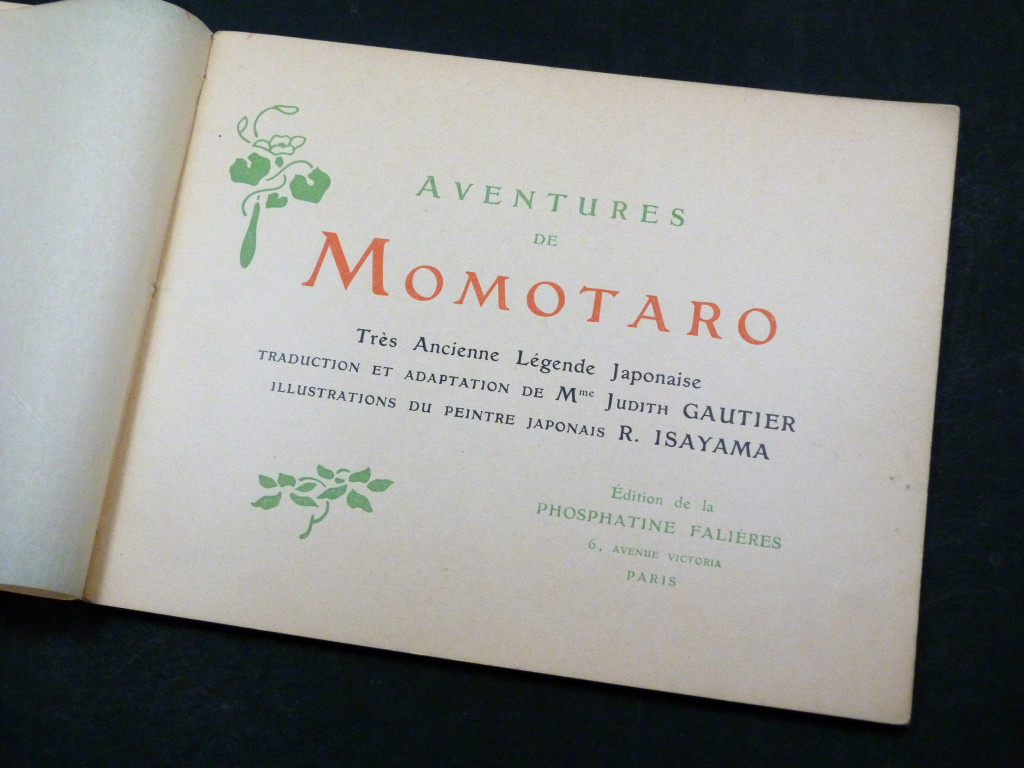 AVENTURES
DE
MOMOTARO
Très Ancienne Légende Japonaise
TRADUCTION ET ADAPTATION DE Mme JUDITH GAUTIER
ILLUSTRATIONS DU PEINTRE JAPONAIS R. ISAYAMA
Édition de la
PHOSPHATINE FALIÈRES
6, AVENUE VICTORIA
PARIS